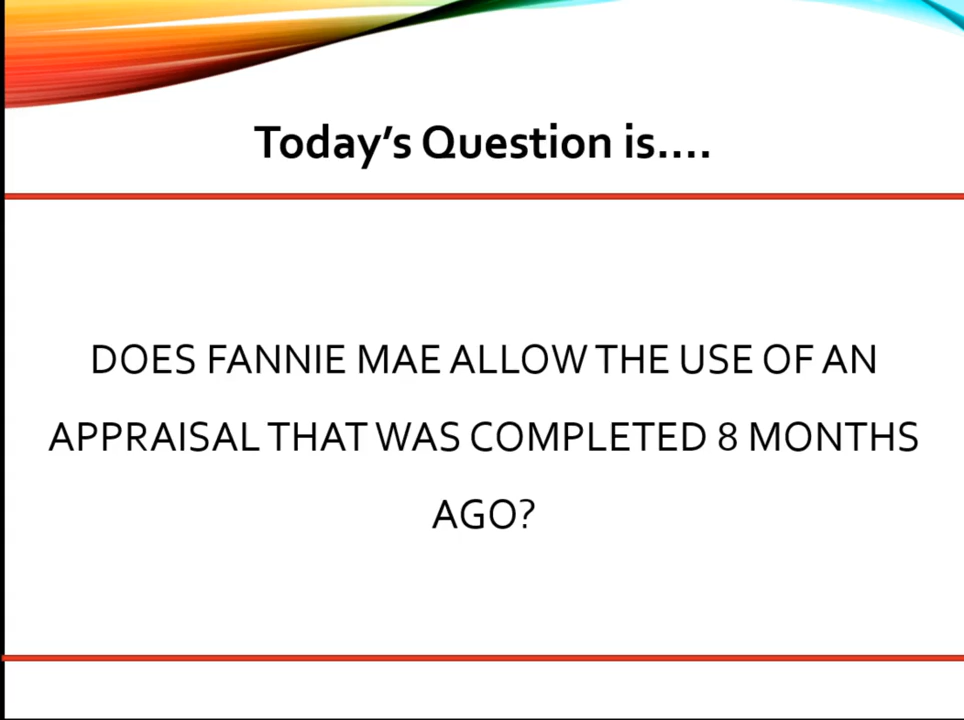 Today’s Question is....
DOES FANNIE MAE ALLOW THE USE OF AN
APPRAISAL THAT WAS COMPLETED 8 MONTHS
AGO?